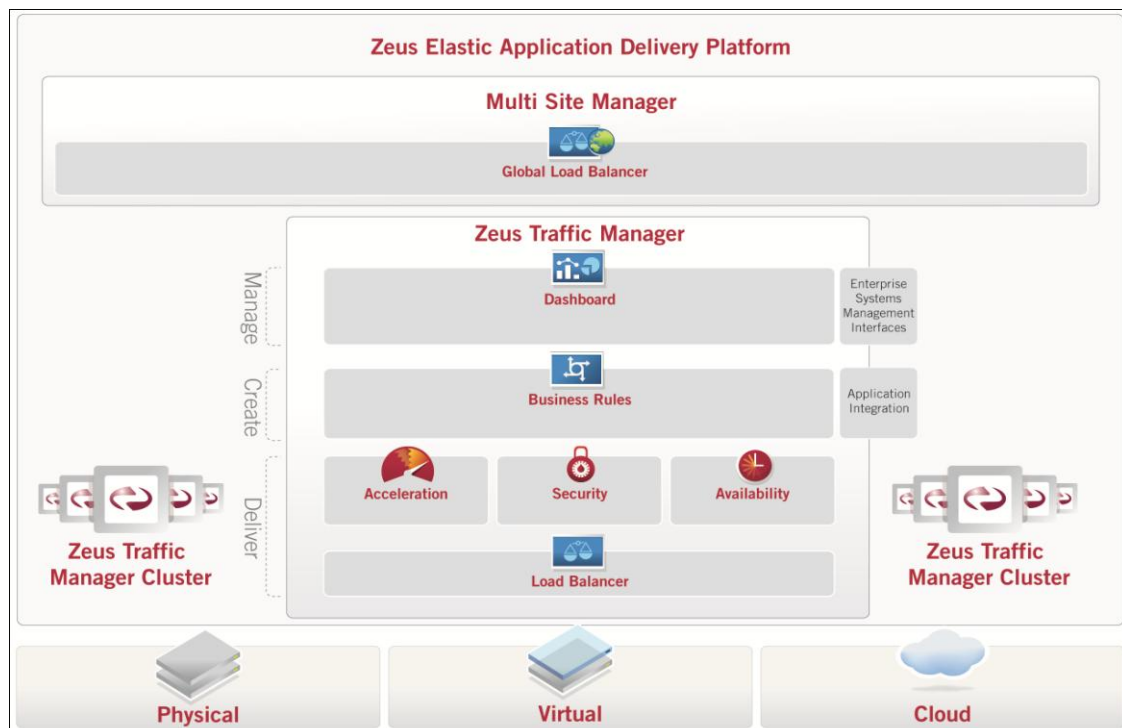 Zeus Elastic Application Delivery Platform
Multi Site Manager
Global Load Balancer
Zeus Traffic Manager
Manage
Dashboard
Enterprise
Systems
Management
Interfaces
Create
Business Rules
Application
Integration
Deliver
Acceleration
Security
Availability
Load Balancer
Zeus Traffic
Manager Cluster
Zeus Traffic
Manager Cluster
Physical
Virtual
Cloud